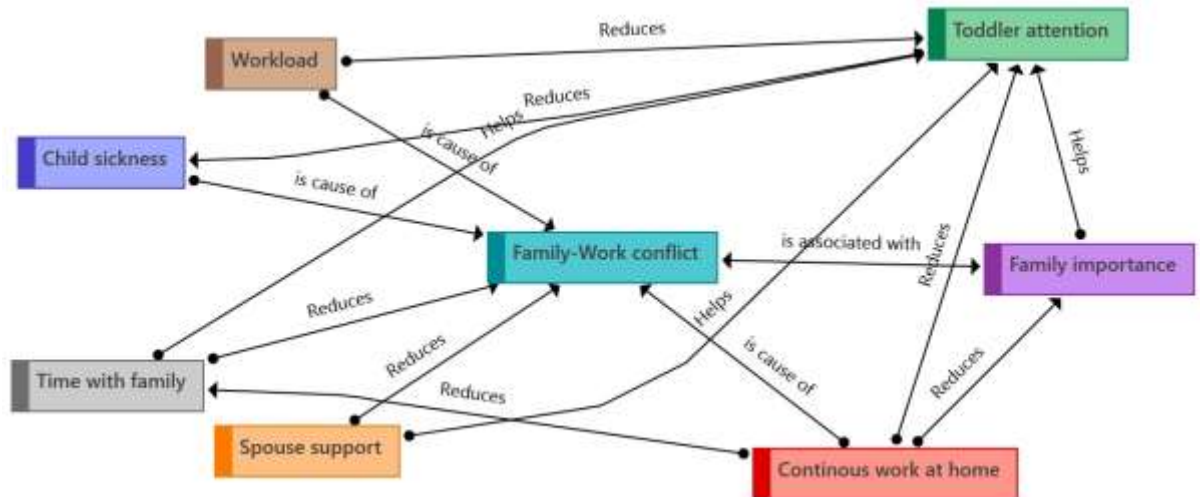 Toddler attention
Reduces
Workload
Reduces
Helps
is cause of
Child sickness
is cause of
Helps
is associated with
Family-Work conflict
Reduces
Family importance
Reduces
Helps
Reduces
is cause of
Reduces
Time with family
Reduces
Spouse support
Continous work at home